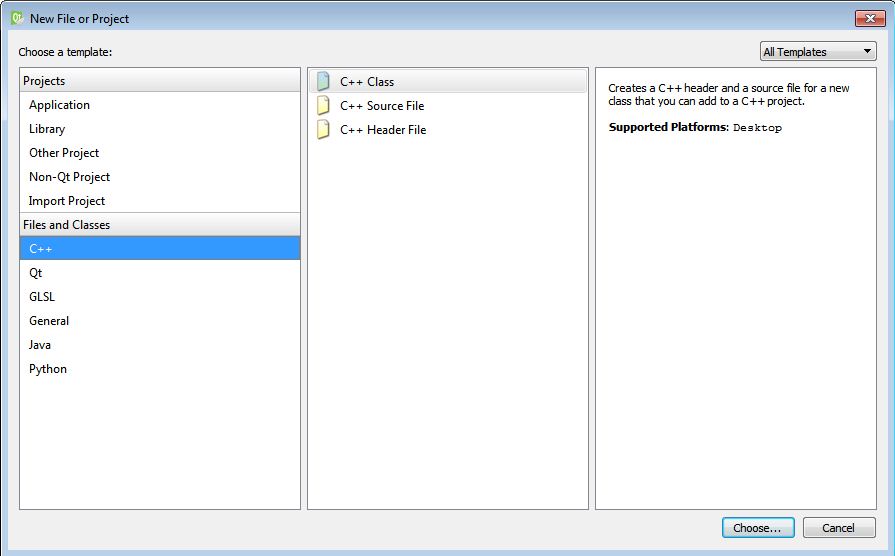 New File or Project
Choose a template:
All Templates
Projects
Application
Library
Other Project
Non-Qt Project
Import Project
Files and Classes
C++
Qt
GLSL
General
Java
Python
C++ Class
C++ Source File
C++ Header File
Creates a C++ header and a source file for a new
class that you can add to a C++ project.
Supported Platforms: Desktop
Choose...
Cancel